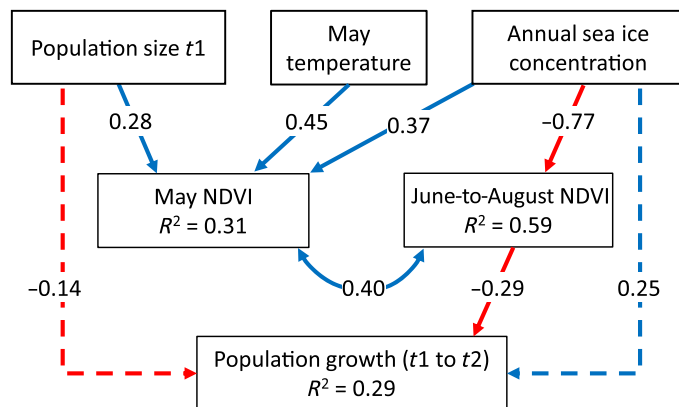 Population size t1
May
temperature
Annual sea ice
concentration
0.28
0.45
0.37
−0.77
May NDVI
R² = 0.31
June-to-August NDVI
R² = 0.59
−0.14
0.40
−0.29
0.25
Population growth (t1 to t2)
R² = 0.29